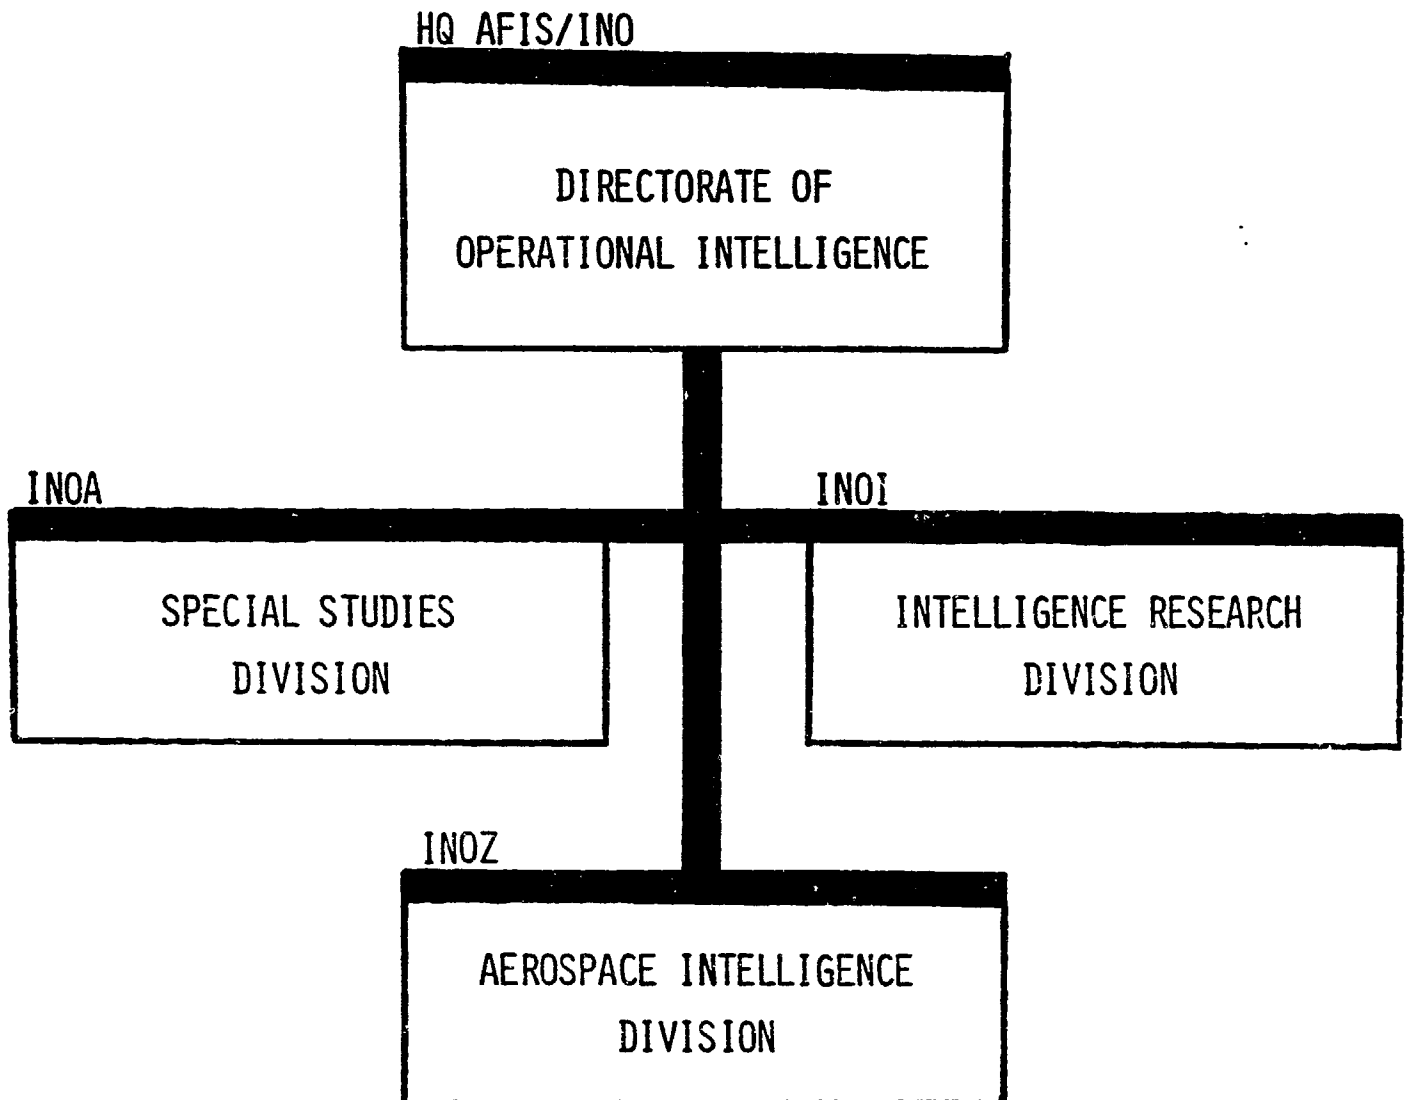 HQ AFIS/INO
DIRECTORATE OF
OPERATIONAL INTELLIGENCE
INOA
SPECIAL STUDIES
DIVISION
INOI
INTELLIGENCE RESEARCH
DIVISION
INOZ
AEROSPACE INTELLIGENCE
DIVISION